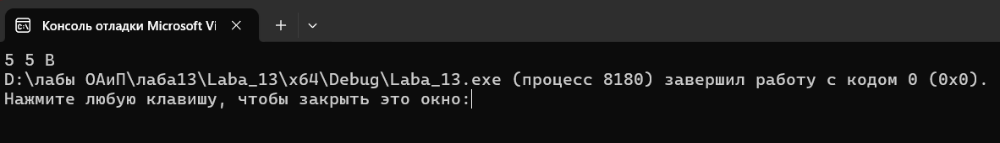 Консоль отладки Microsoft Vi
5 5 B
D:\лабы ОАиП\лаба13\Laba_13\x64\Debug\Laba_13.exe (процесс 8180) завершил работу с кодом 0 (0x0).
Нажмите любую клавишу, чтобы закрыть это окно: